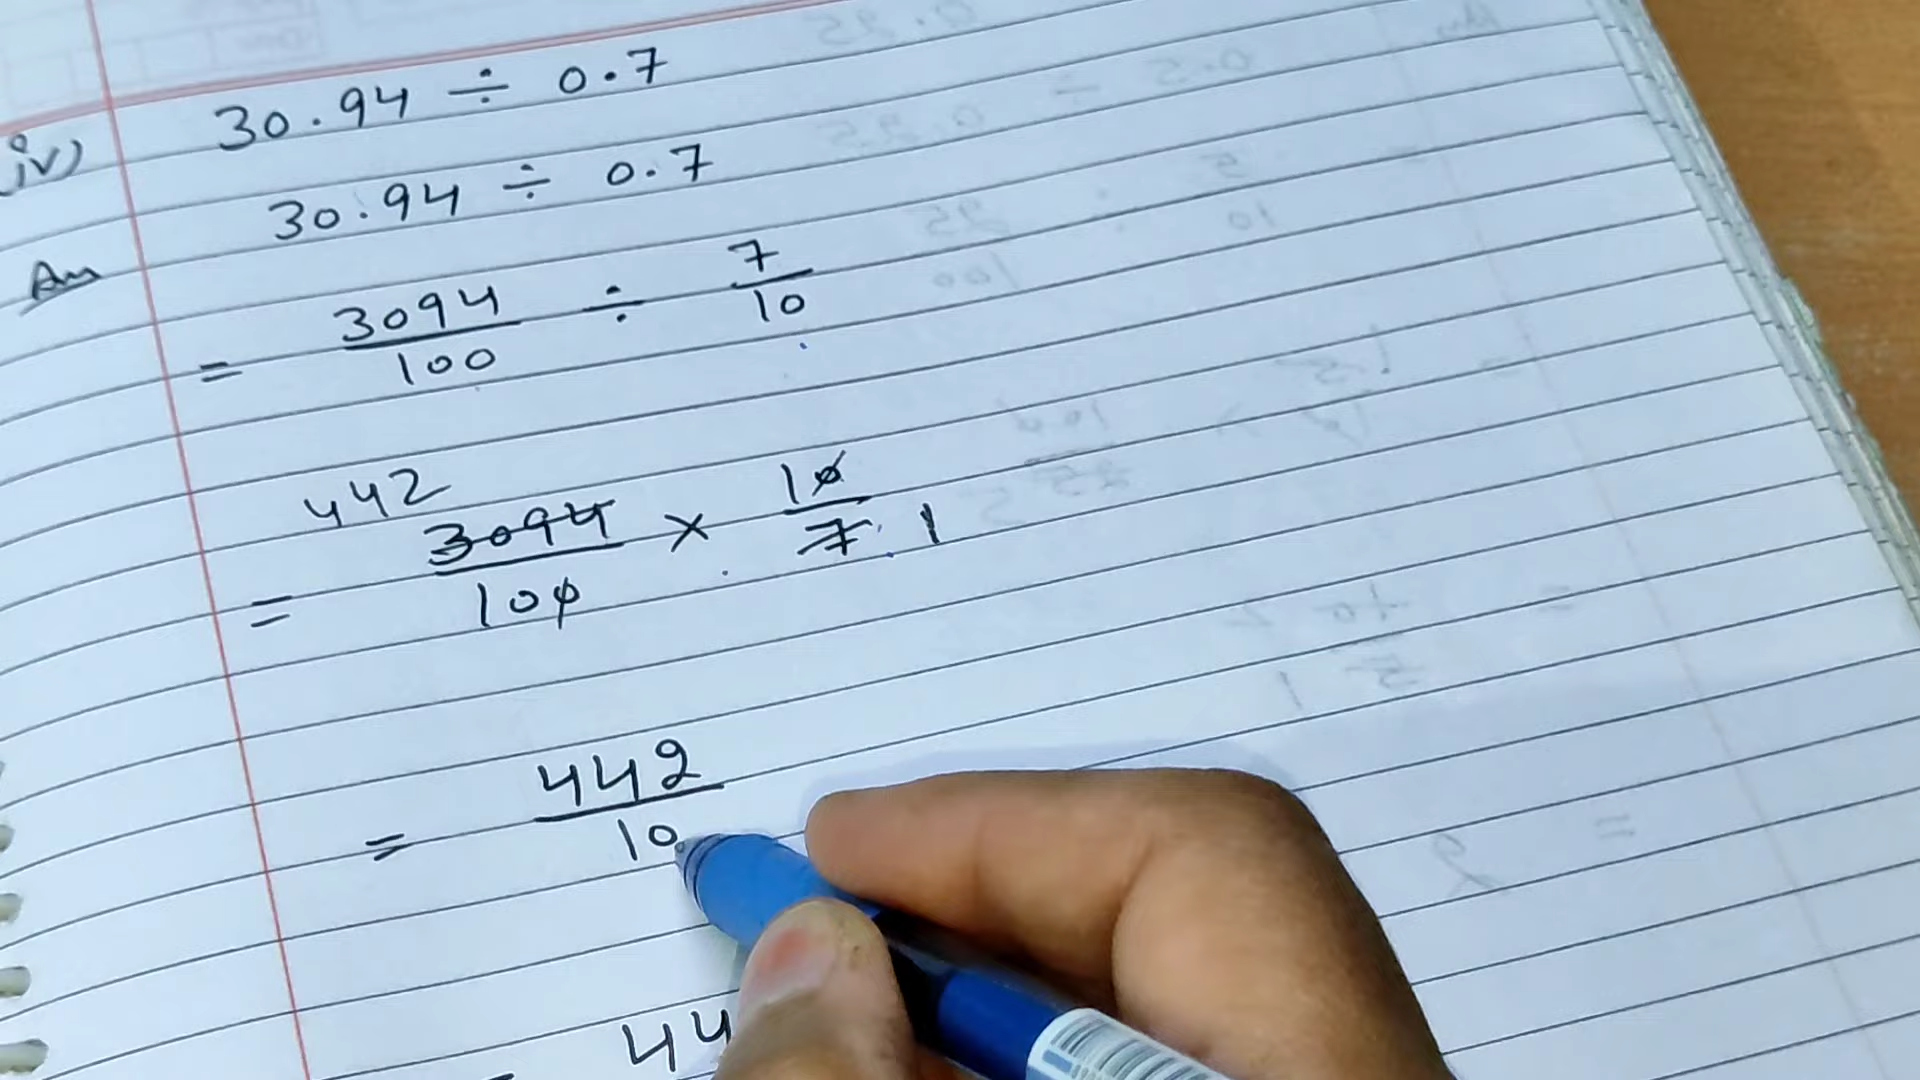 iv) 30.94 ÷ 0.7
Ans 30.94 ÷ 0.7
= 3094/100 ÷ 7/10
442
= 3094/100 × 10/7 1
= 442/10
= 44